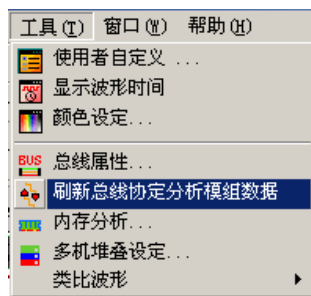 工具(T) 窗口(W) 帮助(H)
使用者自定义 ...
显示波形时间
颜色设定...
BUS 总线属性...
刷新总线协定分析模组数据
内存分析...
多机堆叠设定...
类比波形